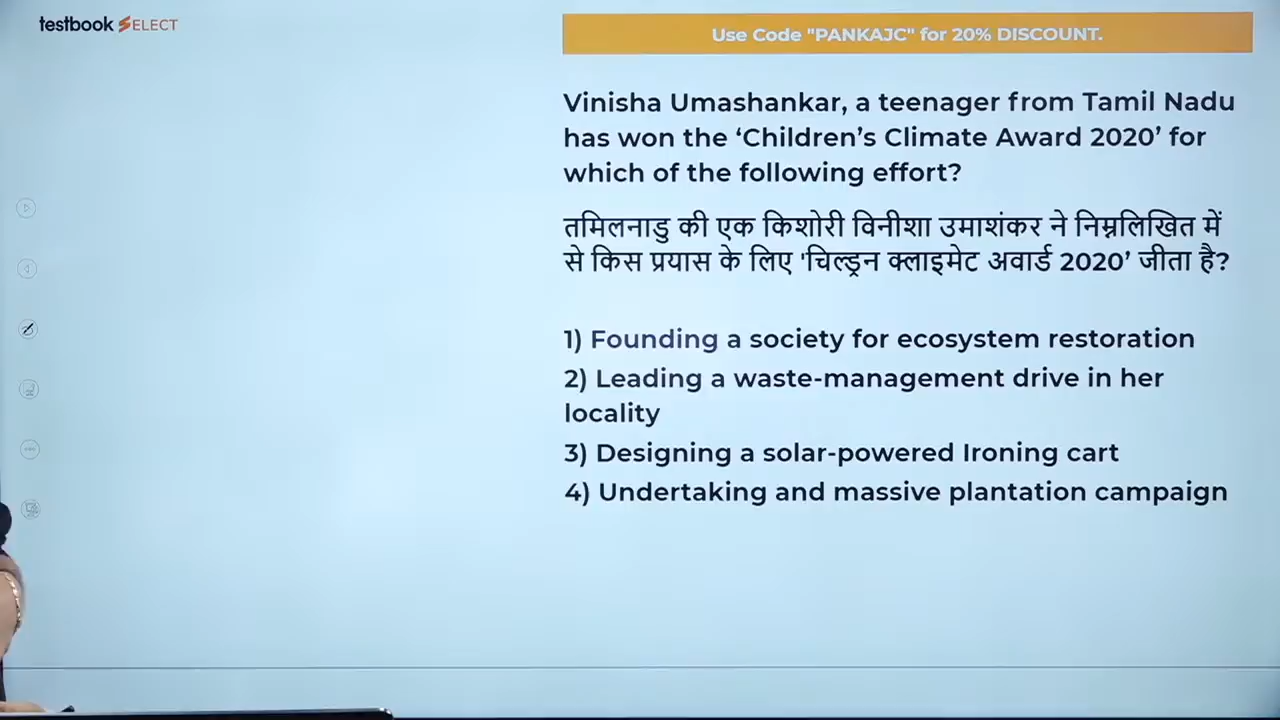 testbook SELECT
Use Code "PANKAJC" for 20% DISCOUNT.
Vinisha Umashankar, a teenager from Tamil Nadu
has won the ‘Children’s Climate Award 2020’ for
which of the following effort?
तमिलनाडु की एक किशोरी विनीशा उमाशंकर ने निम्नलिखित में
से किस प्रयास के लिए 'चिल्ड्रन क्लाइमेट अवार्ड 2020’ जीता है?
1) Founding a society for ecosystem restoration
2) Leading a waste-management drive in her
locality
3) Designing a solar-powered Ironing cart
4) Undertaking and massive plantation campaign